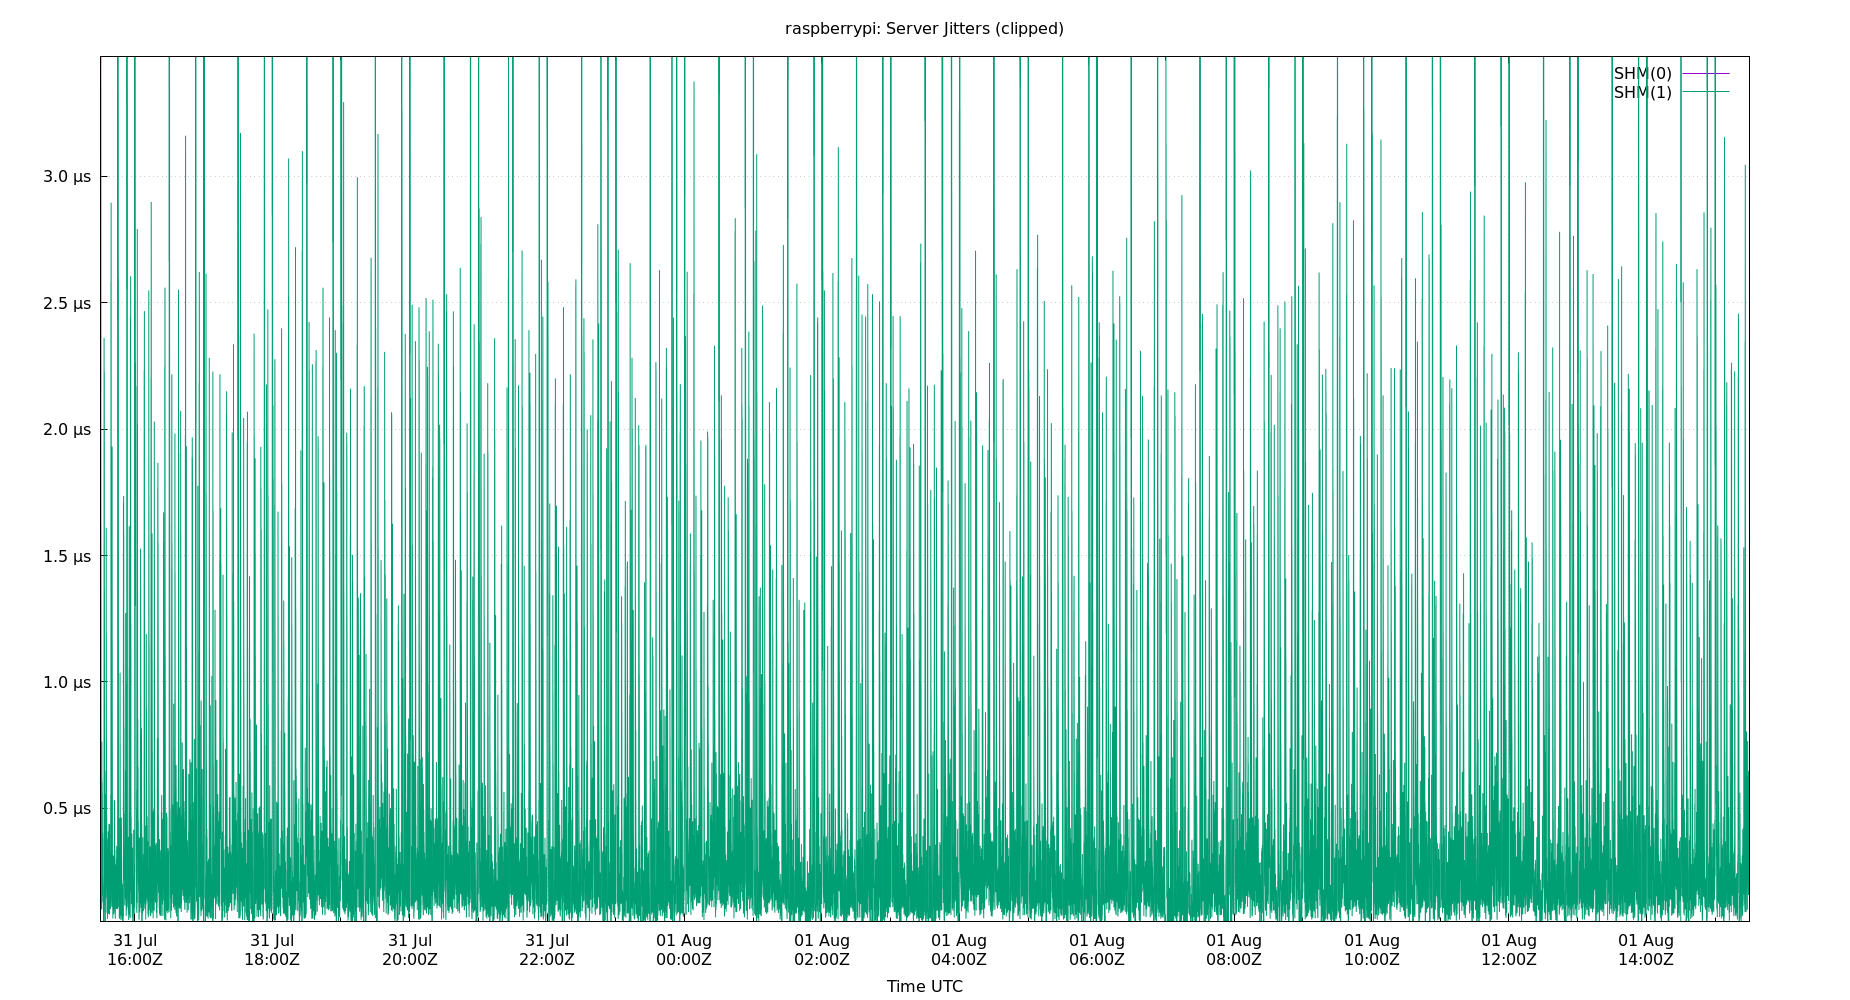 raspberrypi: Server Jitters (clipped)
SHM(0)
SHM(1)
3.0 µs
2.5 µs
2.0 µs
1.5 µs
1.0 µs
0.5 µs
31 Jul 31 Jul 31 Jul 31 Jul 01 Aug 01 Aug 01 Aug 01 Aug 01 Aug 01 Aug 01 Aug 01 Aug
16:00Z 18:00Z 20:00Z 22:00Z 00:00Z 02:00Z 04:00Z 06:00Z 08:00Z 10:00Z 12:00Z 14:00Z
Time UTC